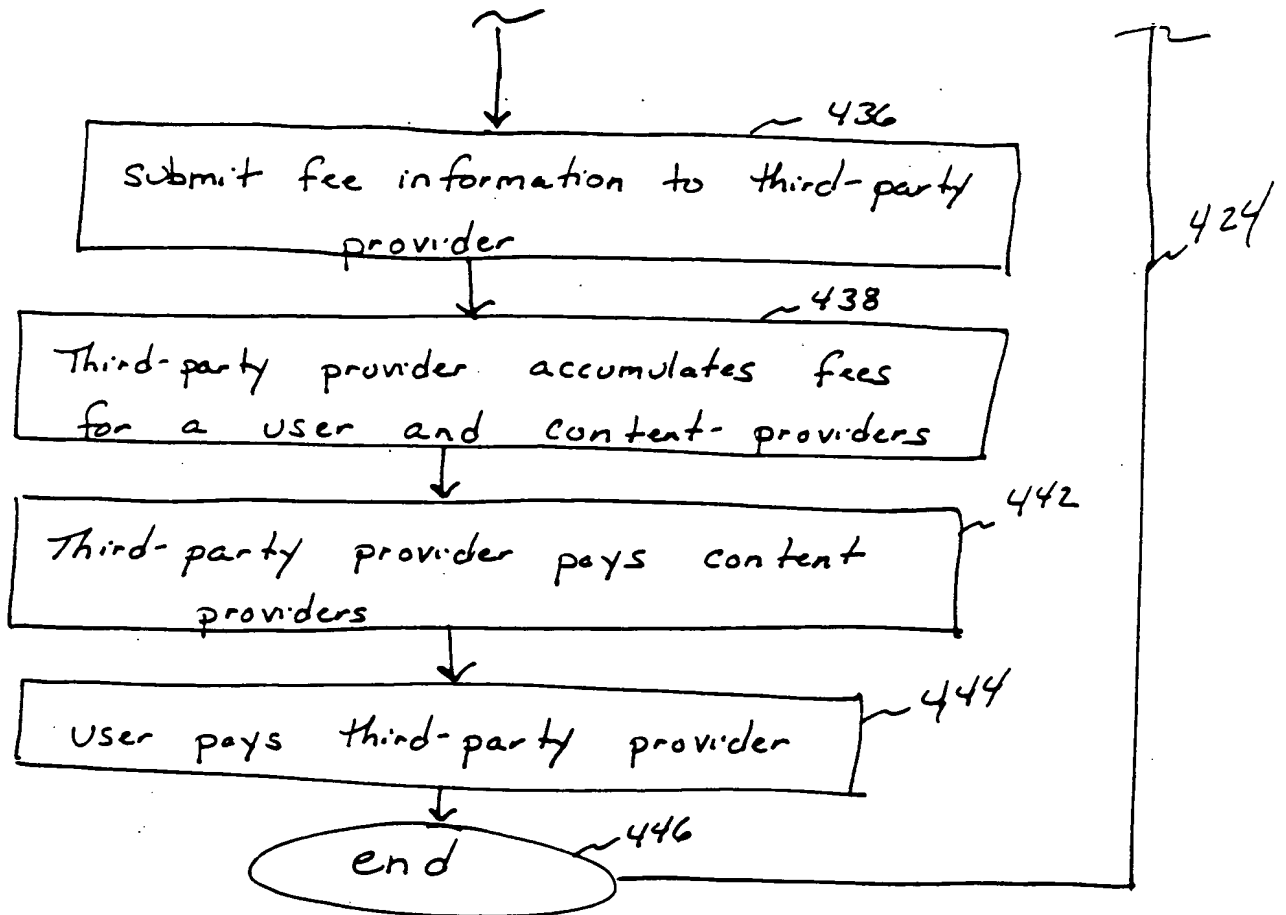 436
submit fee information to third-party
provider
424
438
Third-party provider accumulates fees
for a user and content-providers
442
Third-party provider pays content
providers
444
user pays third-party provider
446
end